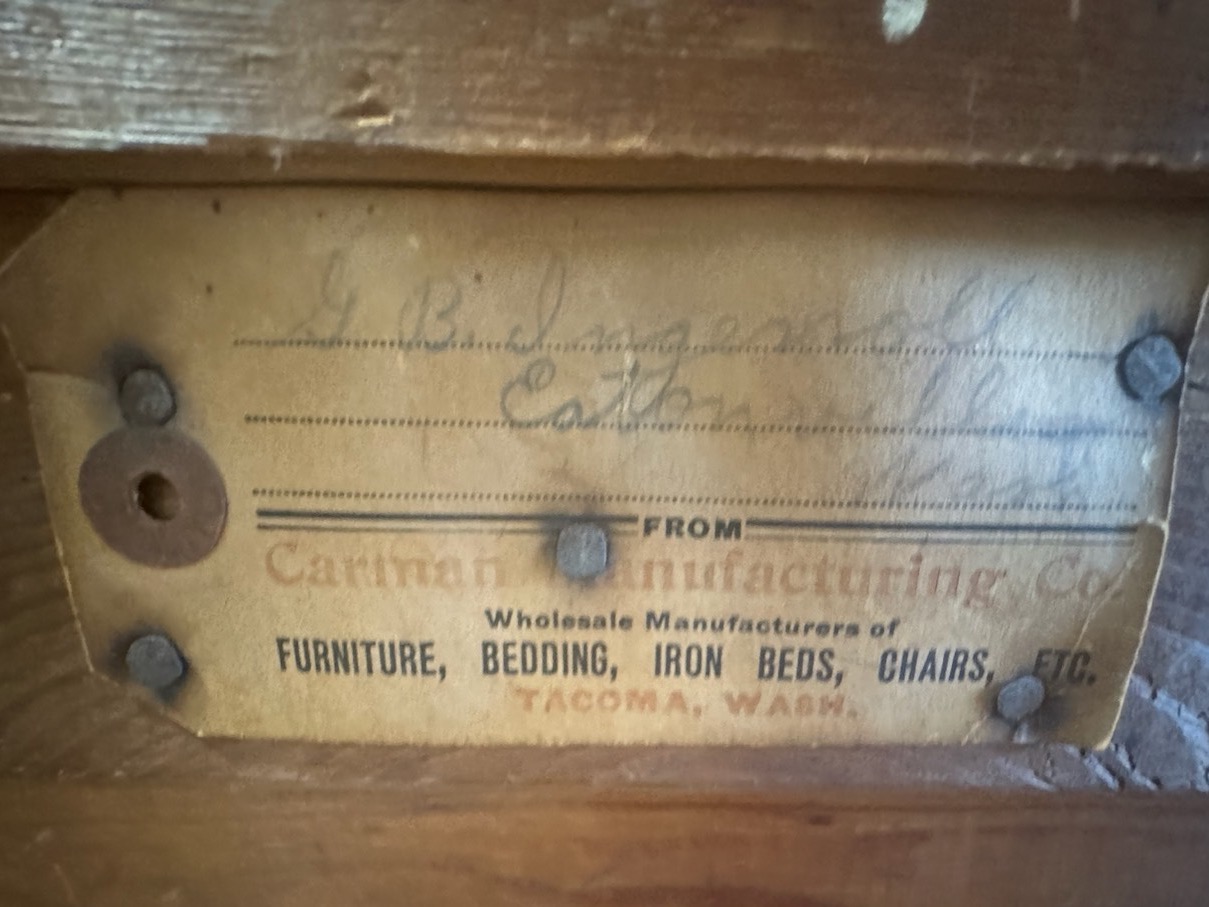 G B. Ingersoll
Eatonville
Wash
FROM
Carman Manufacturing Co.
Wholesale Manufacturers of
FURNITURE, BEDDING, IRON BEDS, CHAIRS, ETC.
TACOMA, WASH.